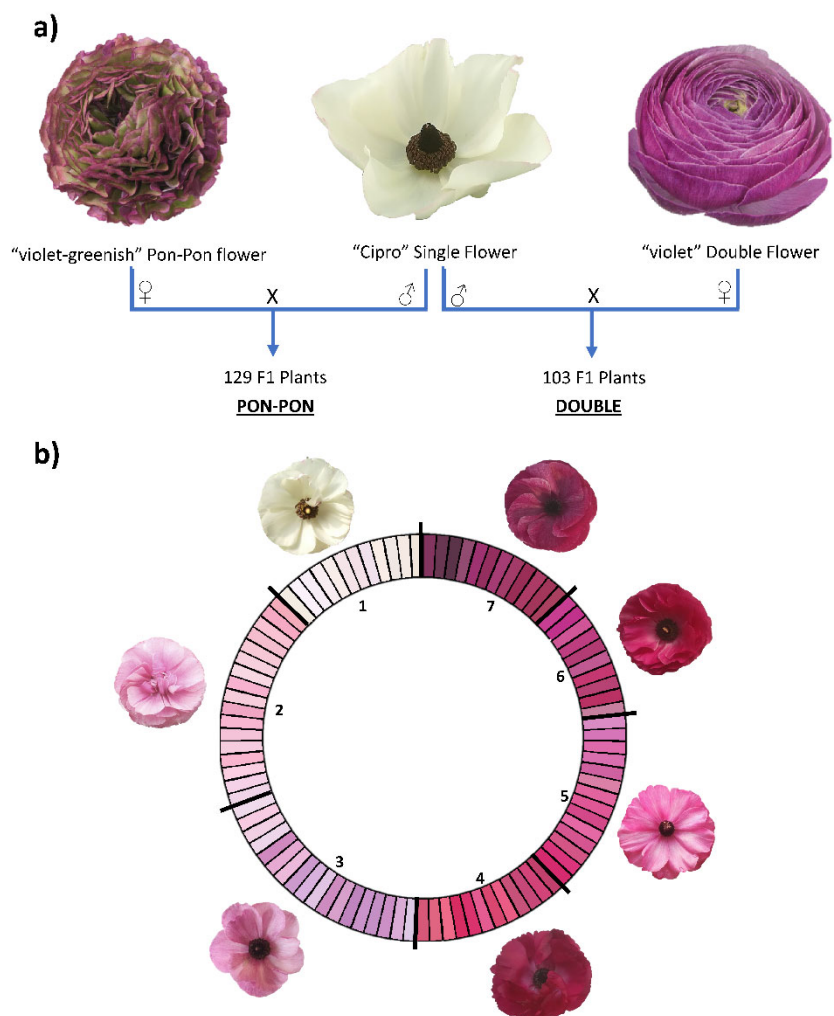 a)
“violet-greenish” Pon-Pon flower
“Cipro” Single Flower
“violet” Double Flower
♀
X
♂
♂
X
♀
129 F1 Plants
103 F1 Plants
PON-PON
DOUBLE
b)
1
7
6
2
5
3
4